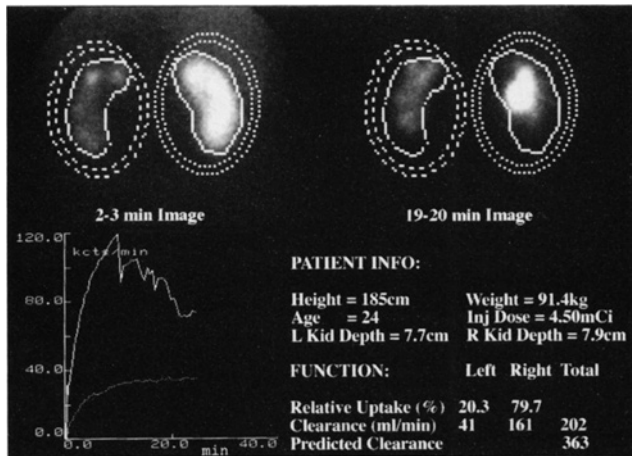 2-3 min Image
19-20 min Image
120.0
kcts/min
80.0
40.0
0.0
0.0
20.0
40.0
min
PATIENT INFO:
Height = 185cm
Weight = 91.4kg
Age = 24
Inj Dose = 4.50mCi
L Kid Depth = 7.7cm
R Kid Depth = 7.9cm
FUNCTION: Left Right Total
Relative Uptake (%) 20.3 79.7
Clearance (ml/min) 41 161 202
Predicted Clearance 363